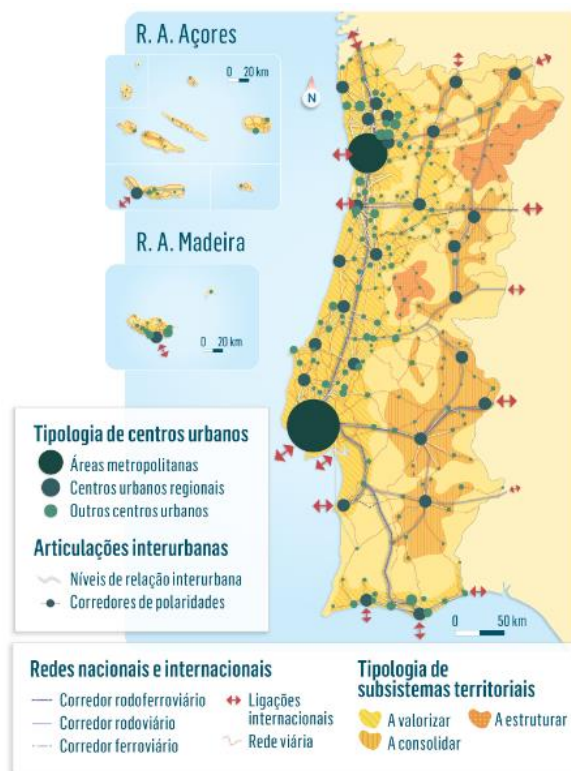 R. A. Açores
0 20 km
N
R. A. Madeira
0 20 km
Tipologia de centros urbanos
Áreas metropolitanas
Centros urbanos regionais
Outros centros urbanos
Articulações interurbanas
Níveis de relação interurbana
Corredores de polaridades
0 50 km
Redes nacionais e internacionais
Corredor rodoferroviário
Corredor rodoviário
Corredor ferroviário
Ligações
internacionais
Rede viária
Tipologia de
subsistemas territoriais
A valorizar
A estruturar
A consolidar